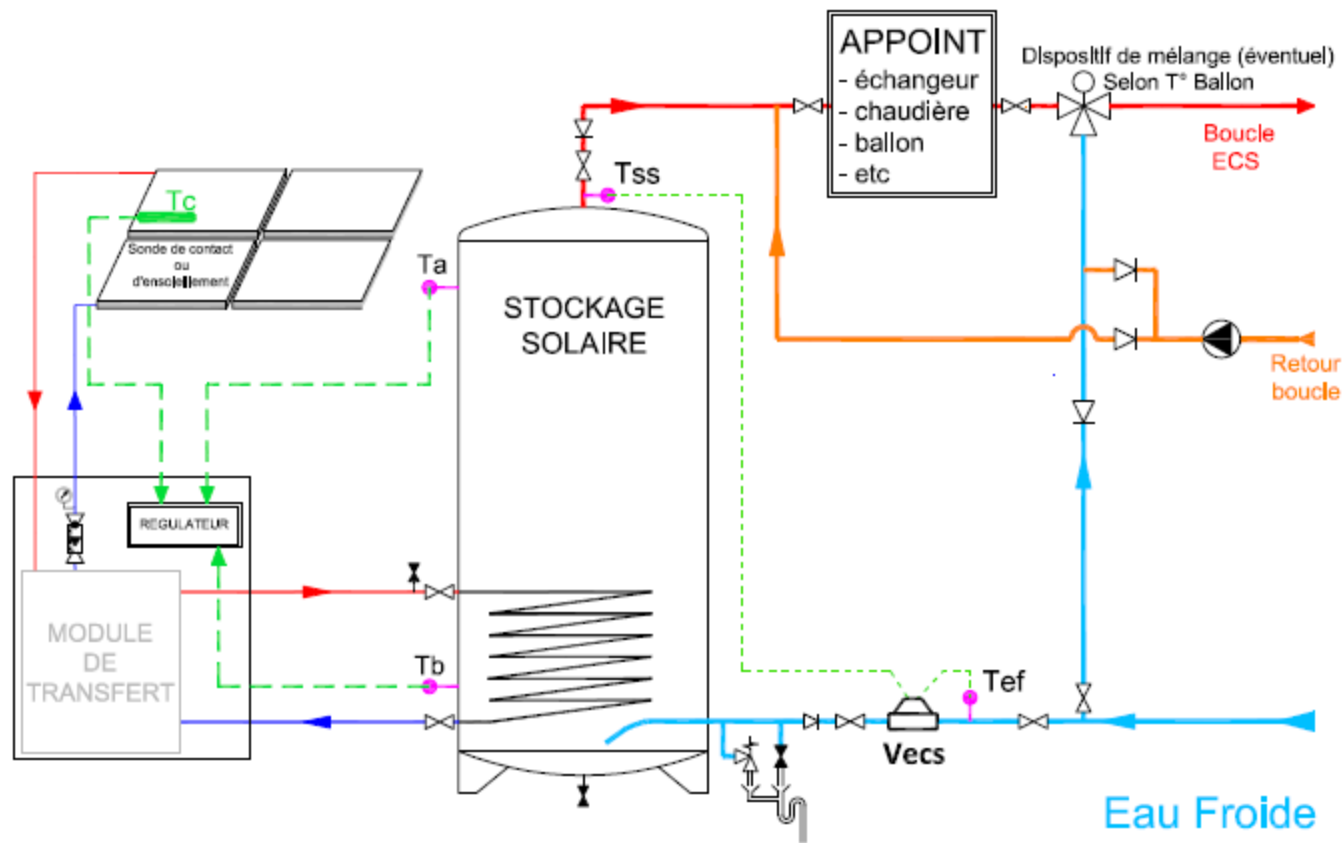 APPOINT
- échangeur
- chaudière
- ballon
- etc
Dispositif de mélange (éventuel)
Selon T° Ballon
Boucle
ECS
Tss
Tc
Sonde de contact
ou
d'ensoleillement
Ta
STOCKAGE
SOLAIRE
Retour
boucle
REGULATEUR
MODULE
DE
TRANSFERT
Tb
Tef
Vecs
Eau Froide